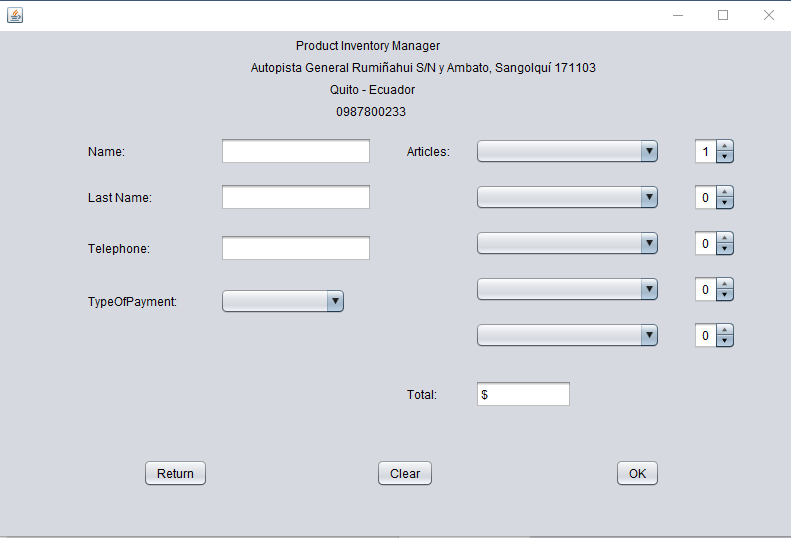 Product Inventory Manager
Autopista General Rumiñahui S/N y Ambato, Sangolquí 171103
Quito - Ecuador
0987800233
Name: Articles: 1
Last Name: 0
Telephone: 0
TypeOfPayment: 0
0
Total: $
Return Clear OK